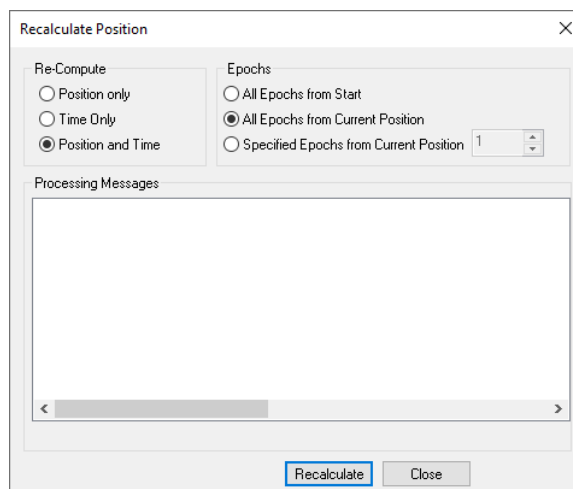 Recalculate Position
Re-Compute
Position only
Time Only
Position and Time
Epochs
All Epochs from Start
All Epochs from Current Position
Specified Epochs from Current Position 1
Processing Messages
Recalculate Close